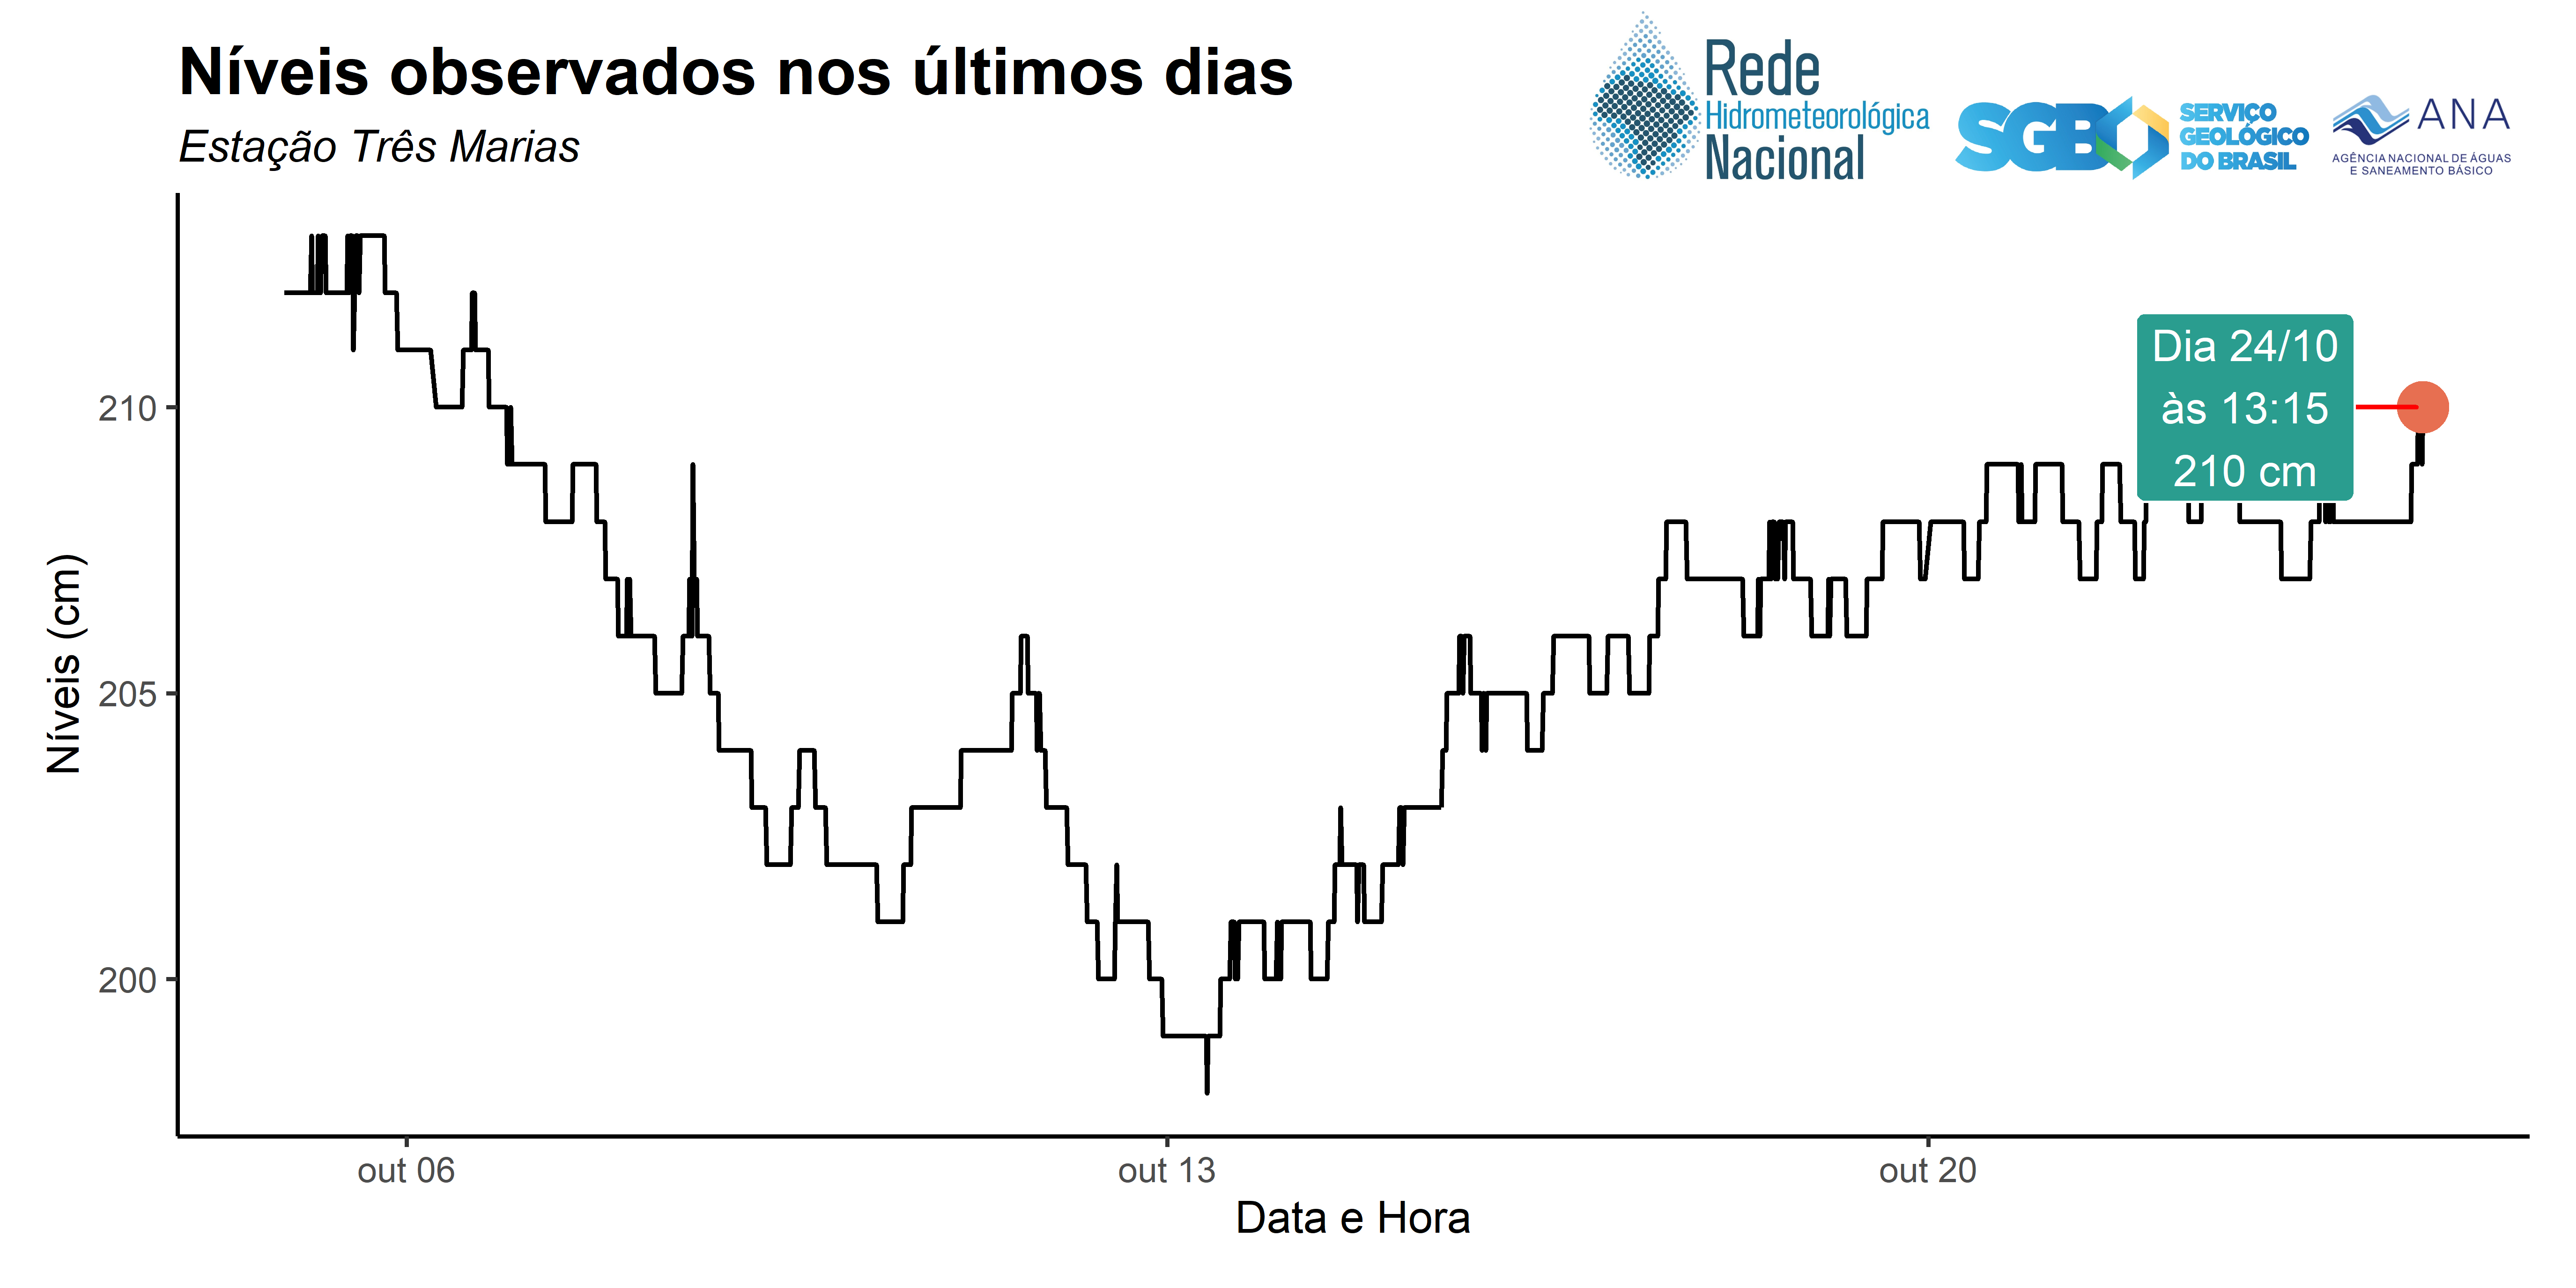 Níveis observados nos últimos dias
Estação Três Marias
Rede
Hidrometeorológica
Nacional
SGB
SERVIÇO
GEOLÓGICO
DO BRASIL
ANA
AGÊNCIA NACIONAL DE ÁGUAS
E SANEAMENTO BÁSICO
Dia 24/10
às 13:15
210 cm
Níveis (cm)
210
205
200
out 06
out 13
out 20
Data e Hora